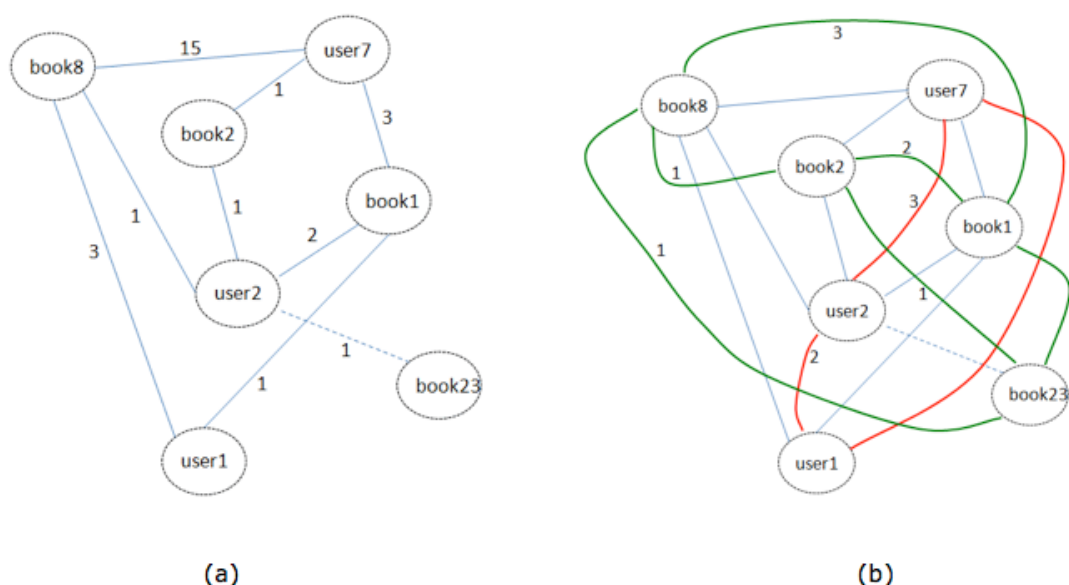 book8
15
user7
1
book2
3
book1
1
1
2
3
user2
1
book23
1
user1
(a)
3
user7
book8
2
book2
1
3
book1
1
1
user2
2
book23
user1
(b)